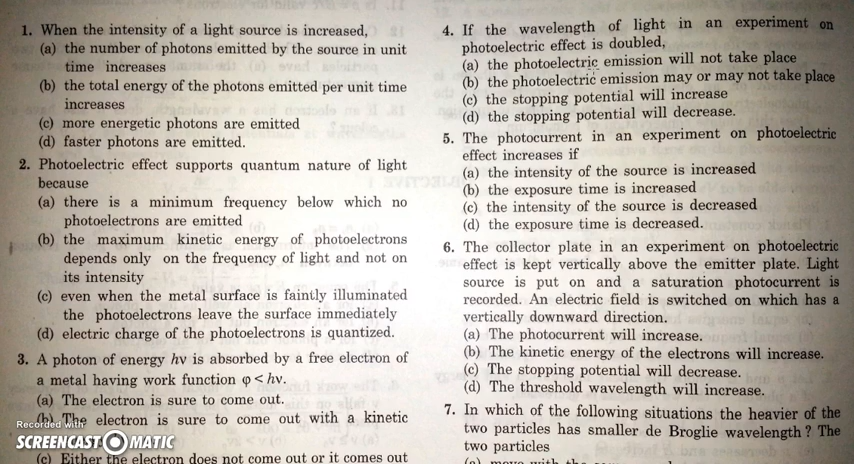 1. When the intensity of a light source is increased,
(a) the number of photons emitted by the source in unit
time increases
(b) the total energy of the photons emitted per unit time
increases
(c) more energetic photons are emitted
(d) faster photons are emitted.
2. Photoelectric effect supports quantum nature of light
because
(a) there is a minimum frequency below which no
photoelectrons are emitted
(b) the maximum kinetic energy of photoelectrons
depends only on the frequency of light and not on
its intensity
(c) even when the metal surface is faintly illuminated
the photoelectrons leave the surface immediately
(d) electric charge of the photoelectrons is quantized.
3. A photon of energy hν is absorbed by a free electron of
a metal having work function φ < hν.
(a) The electron is sure to come out.
(b) The electron is sure to come out with a kinetic
(c) Either the electron does not come out or it comes out
4. If the wavelength of light in an experiment on
photoelectric effect is doubled,
(a) the photoelectric emission will not take place
(b) the photoelectric emission may or may not take place
(c) the stopping potential will increase
(d) the stopping potential will decrease.
5. The photocurrent in an experiment on photoelectric
effect increases if
(a) the intensity of the source is increased
(b) the exposure time is increased
(c) the intensity of the source is decreased
(d) the exposure time is decreased.
6. The collector plate in an experiment on photoelectric
effect is kept vertically above the emitter plate. Light
source is put on and a saturation photocurrent is
recorded. An electric field is switched on which has a
vertically downward direction.
(a) The photocurrent will increase.
(b) The kinetic energy of the electrons will increase.
(c) The stopping potential will decrease.
(d) The threshold wavelength will increase.
7. In which of the following situations the heavier of the
two particles has smaller de Broglie wavelength ? The
two particles
(a) move with the
Recorded with
SCREENCAST MATIC